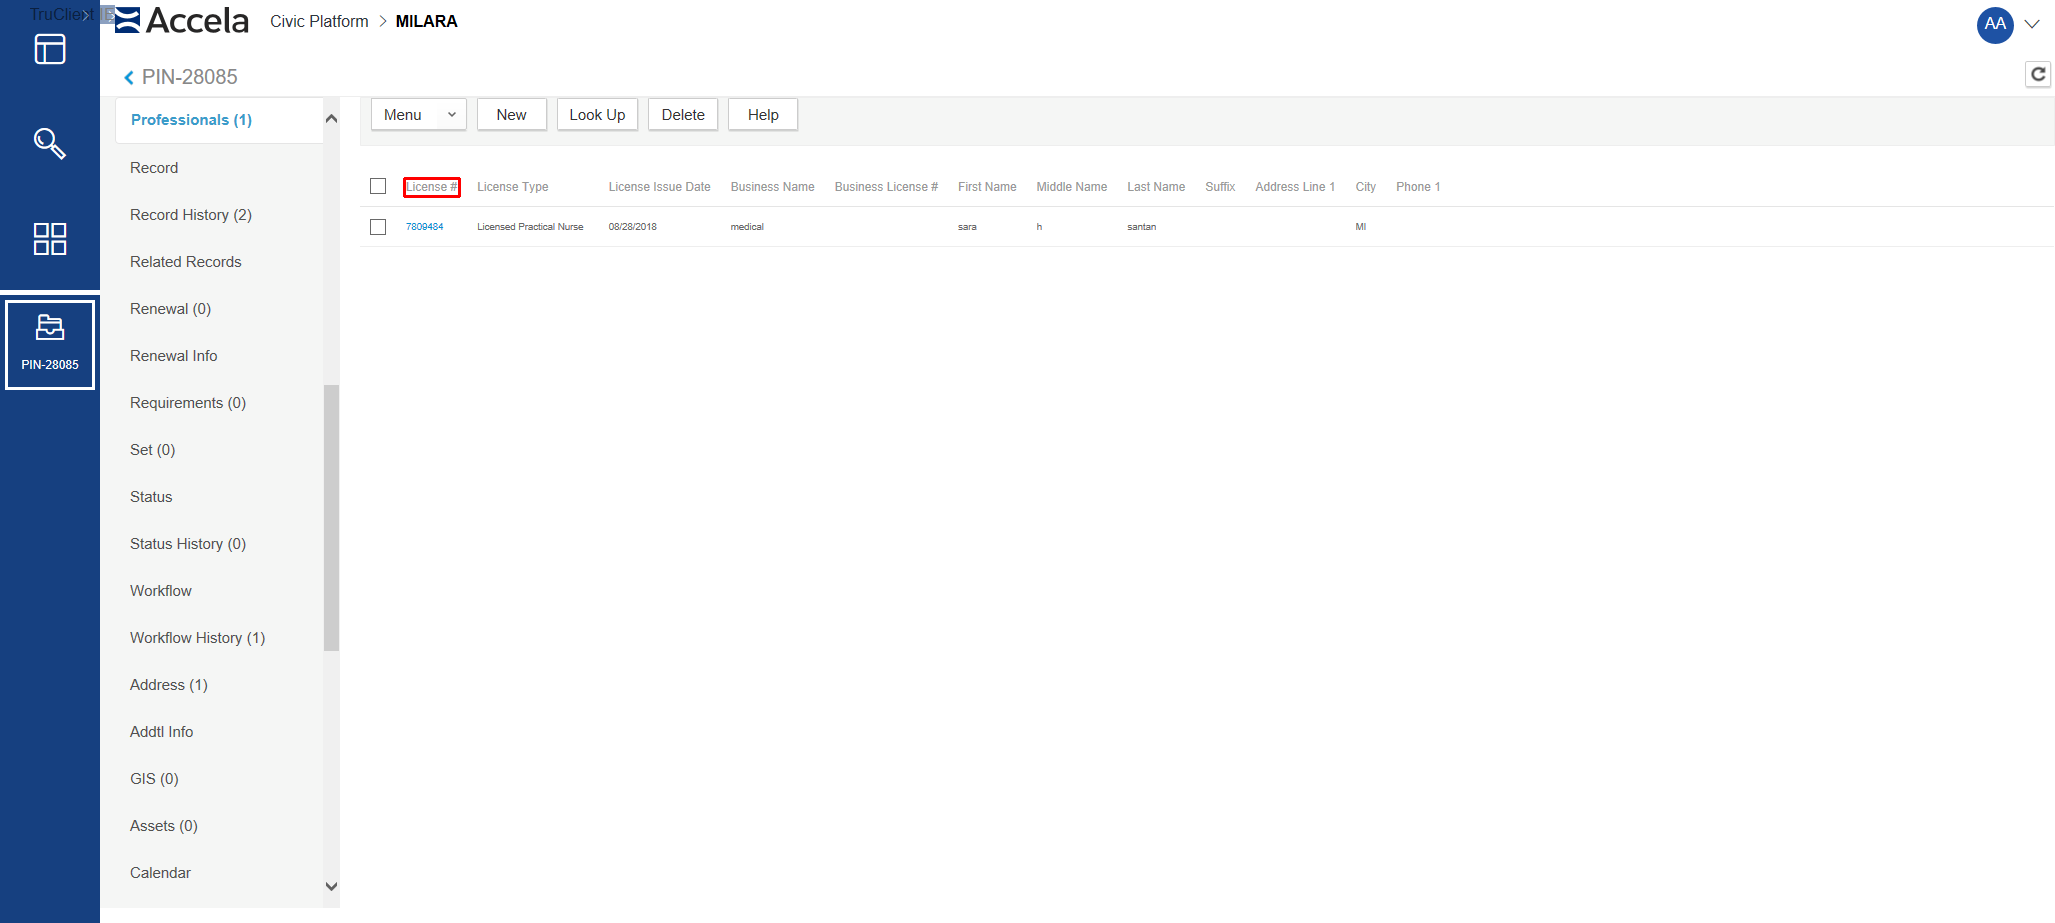 TruClient
Accela
Civic Platform > MILARA
AA
PIN-28085
PIN-28085
Professionals (1)
Record
Record History (2)
Related Records
Renewal (0)
Renewal Info
Requirements (0)
Set (0)
Status
Status History (0)
Workflow
Workflow History (1)
Address (1)
Addtl Info
GIS (0)
Assets (0)
Calendar
Menu New Look Up Delete Help
License # License Type License Issue Date Business Name Business License # First Name Middle Name Last Name Suffix Address Line 1 City Phone 1
7809484 Licensed Practical Nurse 08/28/2018 medical sara h santan MI